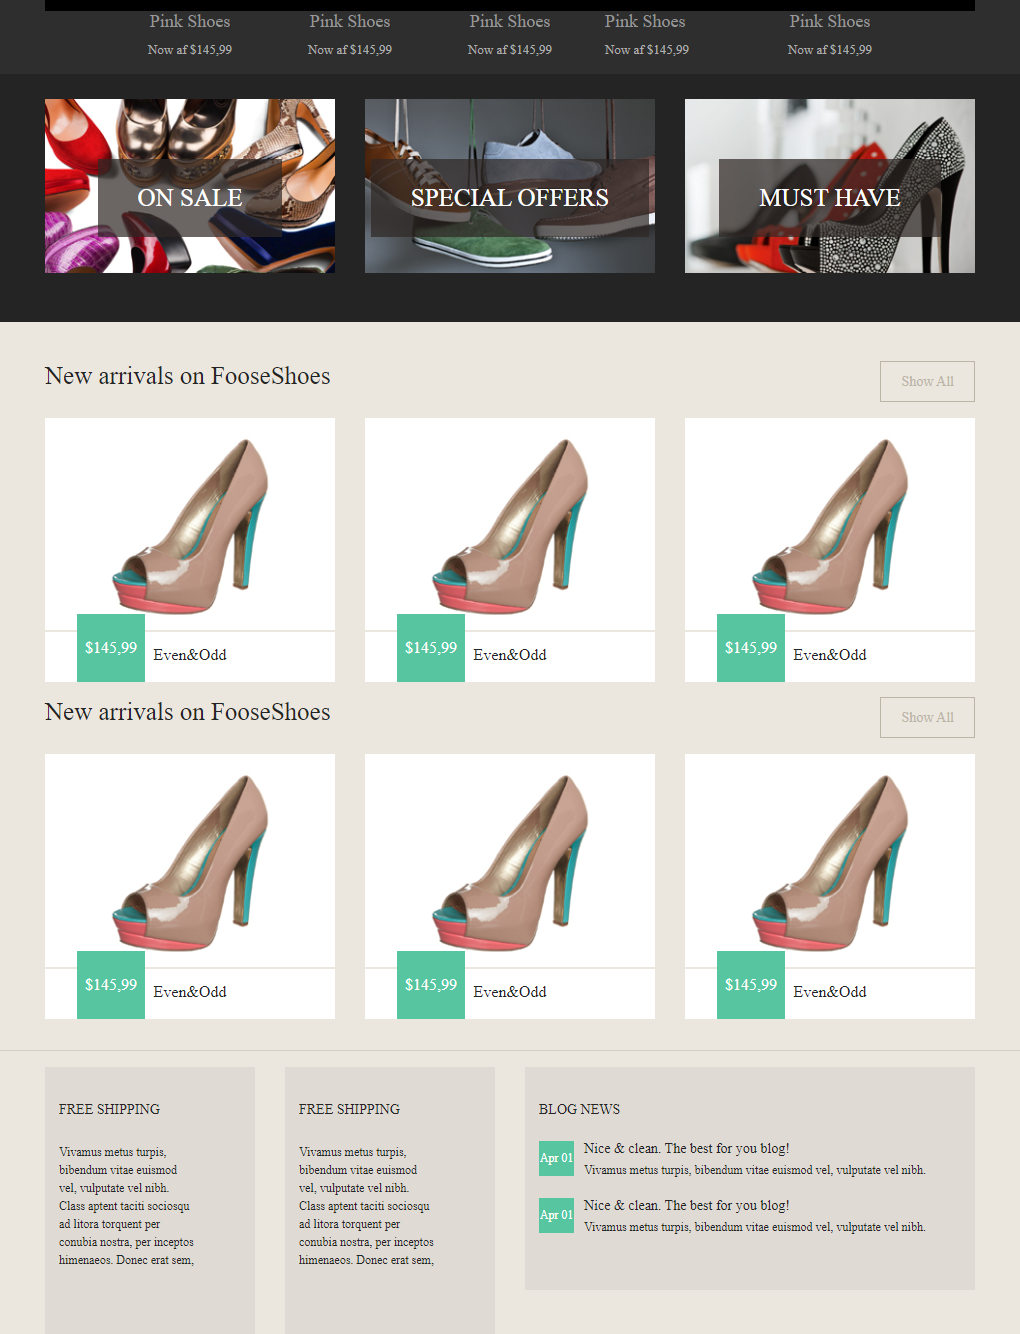 Pink Shoes Pink Shoes Pink Shoes Pink Shoes Pink Shoes
Now af $145,99 Now af $145,99 Now af $145,99 Now af $145,99 Now af $145,99
ON SALE SPECIAL OFFERS MUST HAVE
New arrivals on FooseShoes Show All
$145,99 Even&Odd $145,99 Even&Odd $145,99 Even&Odd
New arrivals on FooseShoes Show All
$145,99 Even&Odd $145,99 Even&Odd $145,99 Even&Odd
FREE SHIPPING
Vivamus metus turpis,
bibendum vitae euismod
vel, vulputate vel nibh.
Class aptent taciti sociosqu
ad litora torquent per
conubia nostra, per inceptos
himenaeos. Donec erat sem,
FREE SHIPPING
Vivamus metus turpis,
bibendum vitae euismod
vel, vulputate vel nibh.
Class aptent taciti sociosqu
ad litora torquent per
conubia nostra, per inceptos
himenaeos. Donec erat sem,
BLOG NEWS
Apr 01
Nice & clean. The best for you blog!
Vivamus metus turpis, bibendum vitae euismod vel, vulputate vel nibh.
Apr 01
Nice & clean. The best for you blog!
Vivamus metus turpis, bibendum vitae euismod vel, vulputate vel nibh.